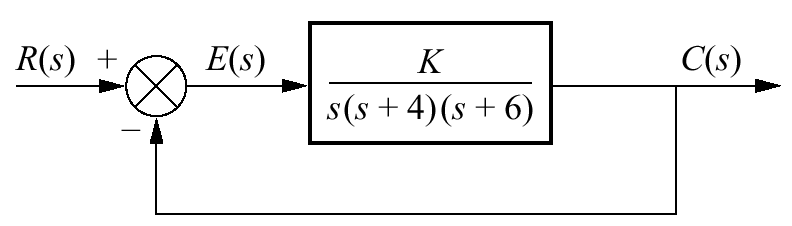 R(s) + E(s) C(s)
K
s(s + 4)(s + 6)
−